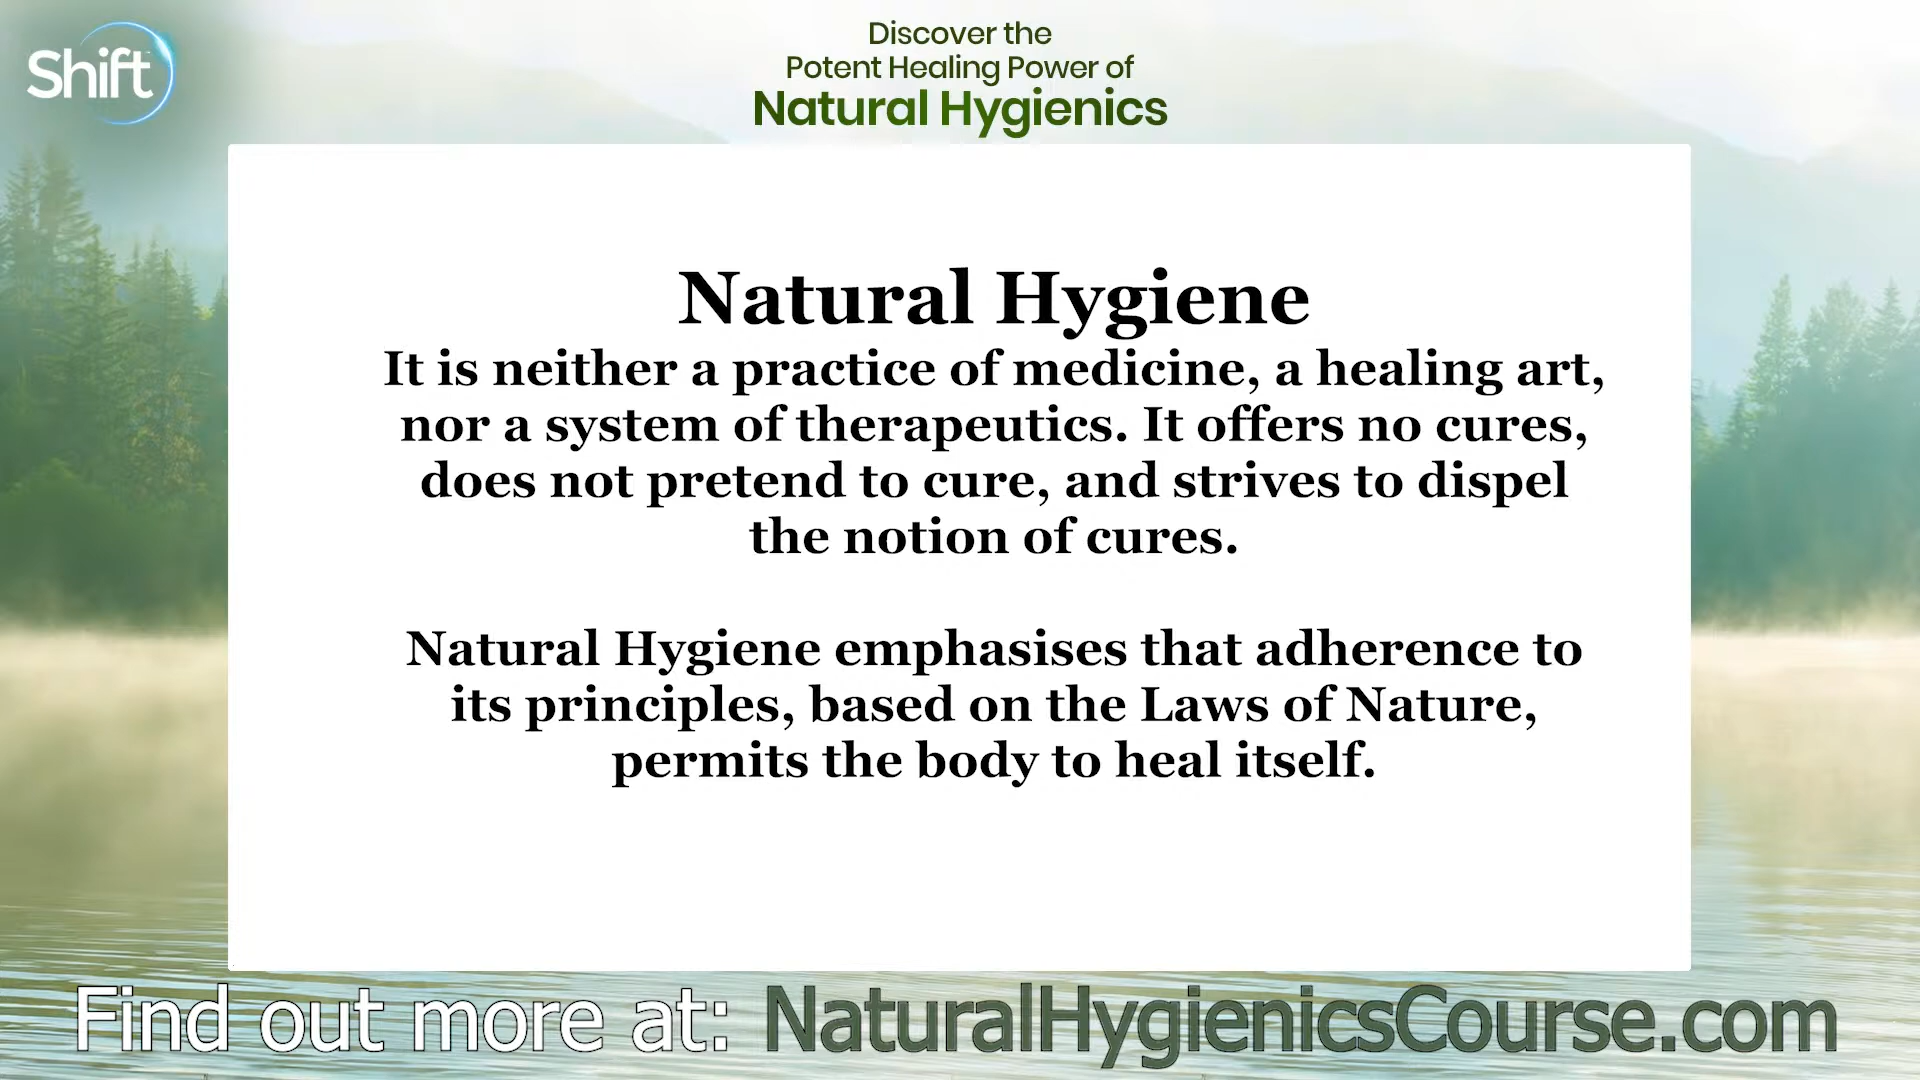 Shift
Discover the
Potent Healing Power of
Natural Hygienics
Natural Hygiene
It is neither a practice of medicine, a healing art,
nor a system of therapeutics. It offers no cures,
does not pretend to cure, and strives to dispel
the notion of cures.
Natural Hygiene emphasises that adherence to
its principles, based on the Laws of Nature,
permits the body to heal itself.
Find out more at: NaturalHygienicsCourse.com